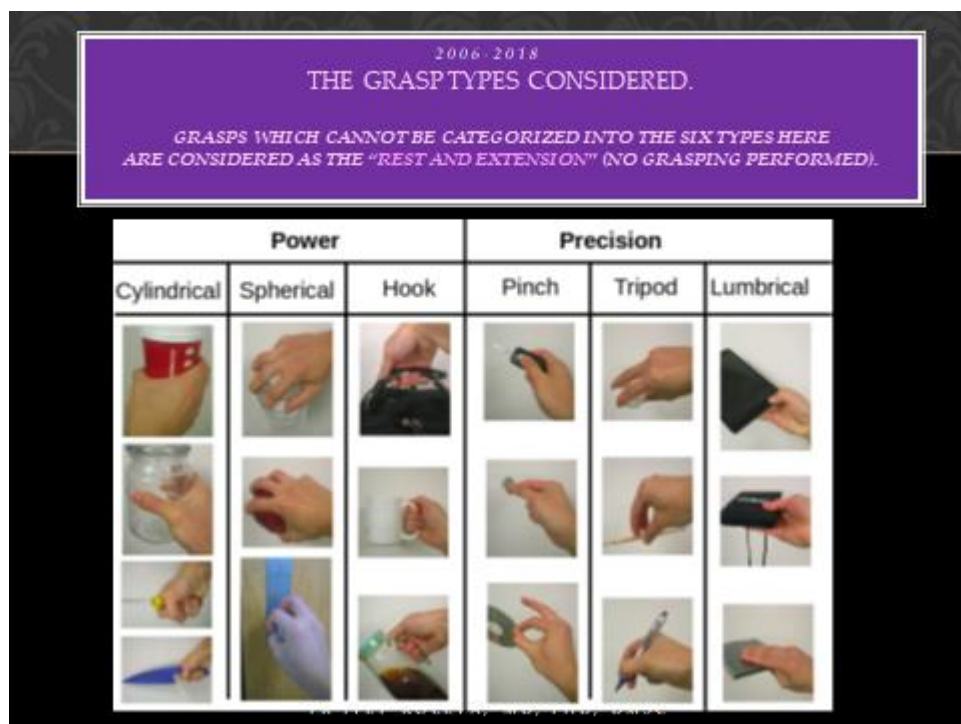 2006-2018
THE GRASP TYPES CONSIDERED.
GRASPS WHICH CANNOT BE CATEGORIZED INTO THE SIX TYPES HERE
ARE CONSIDERED AS THE “REST AND EXTENSION” (NO GRASPING PERFORMED).
Power Precision
Cylindrical Spherical Hook Pinch Tripod Lumbrical